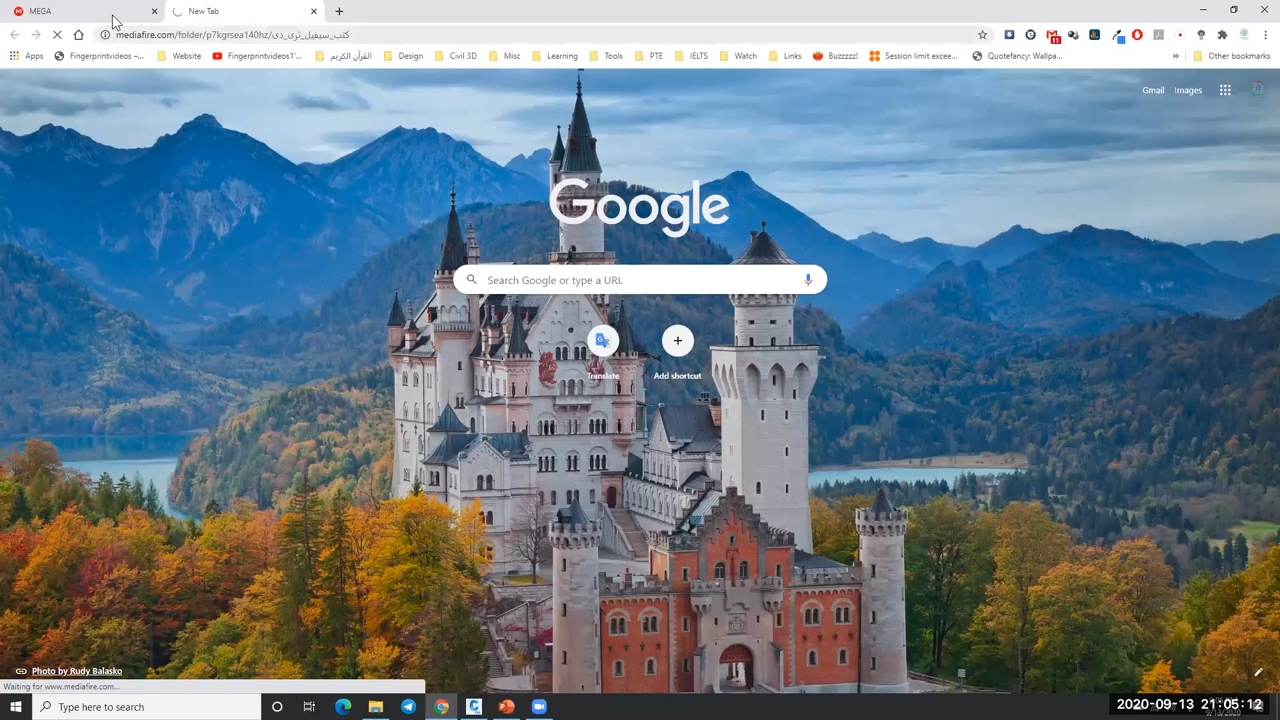 MEGA
New Tab
mediafire.com/folder/p7kgrsea140hz/كتب_سيفيل_ثرى_دى
Apps
Fingerprintvideos –...
Website
Fingerprintvideos1'...
القرآن الكريم
Design
Civil 3D
Misc
Learning
Tools
PTE
IELTS
Watch
Links
Buzzzzz!
Session limit excee...
Quotefancy: Wallpa...
»
Other bookmarks
11
Gmail
Images
Google
Search Google or type a URL
Translate
Add shortcut
Photo by Rudy Balasko
Waiting for www.mediafire.com...
Type here to search
2020-09-13 21:05:12